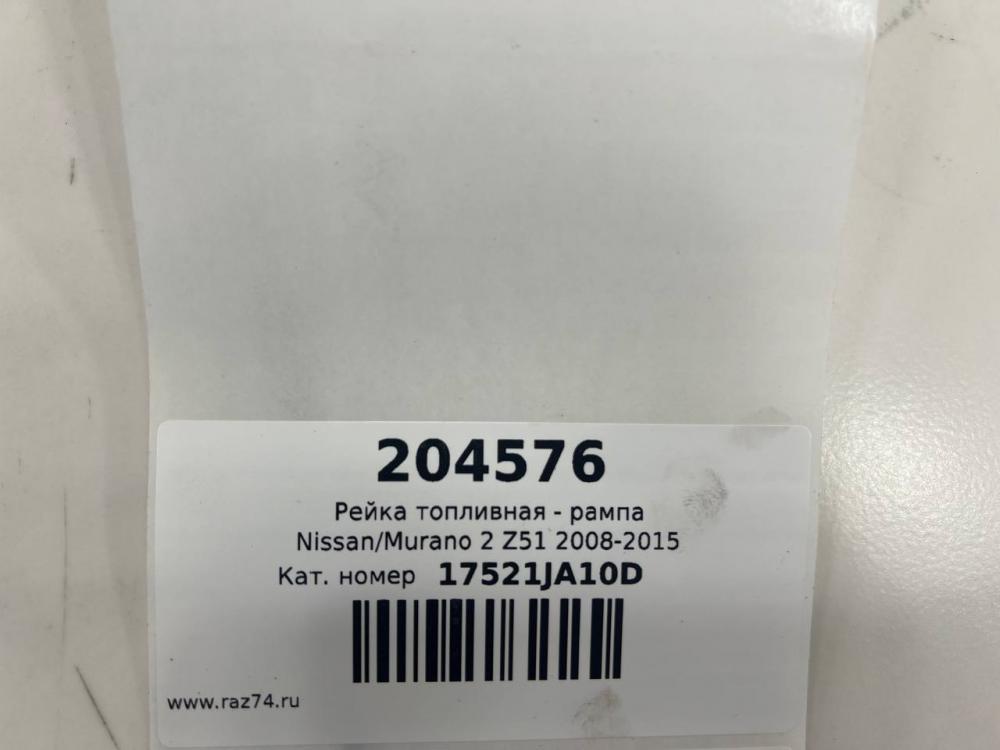 204576
Рейка топливная - рампа
Nissan/Murano 2 Z51 2008-2015
Кат. номер 17521JA10D
www.raz74.ru